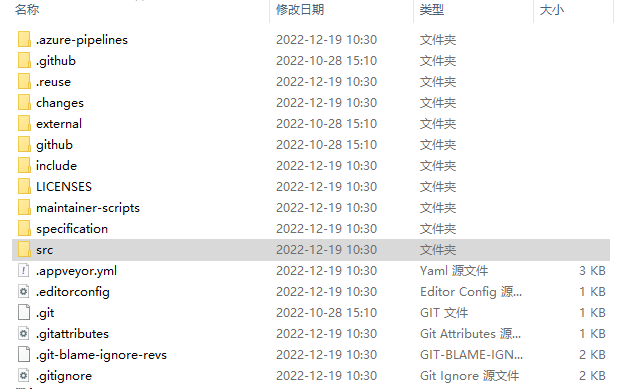 名称 修改日期 类型 大小
.azure-pipelines 2022-12-19 10:30 文件夹
.github 2022-10-28 15:10 文件夹
.reuse 2022-12-19 10:30 文件夹
changes 2022-12-19 10:30 文件夹
external 2022-10-28 15:10 文件夹
github 2022-10-28 15:10 文件夹
include 2022-12-19 10:30 文件夹
LICENSES 2022-12-19 10:30 文件夹
maintainer-scripts 2022-12-19 10:30 文件夹
specification 2022-12-19 10:30 文件夹
src 2022-12-19 10:30 文件夹
.appveyor.yml 2022-12-19 10:30 Yaml 源文件 3 KB
.editorconfig 2022-12-19 10:30 Editor Config 源... 1 KB
.git 2022-10-28 15:10 GIT 文件 1 KB
.gitattributes 2022-12-19 10:30 Git Attributes 源... 1 KB
.git-blame-ignore-revs 2022-12-19 10:30 GIT-BLAME-IGN... 1 KB
.gitignore 2022-12-19 10:30 Git Ignore 源文件 1 KB